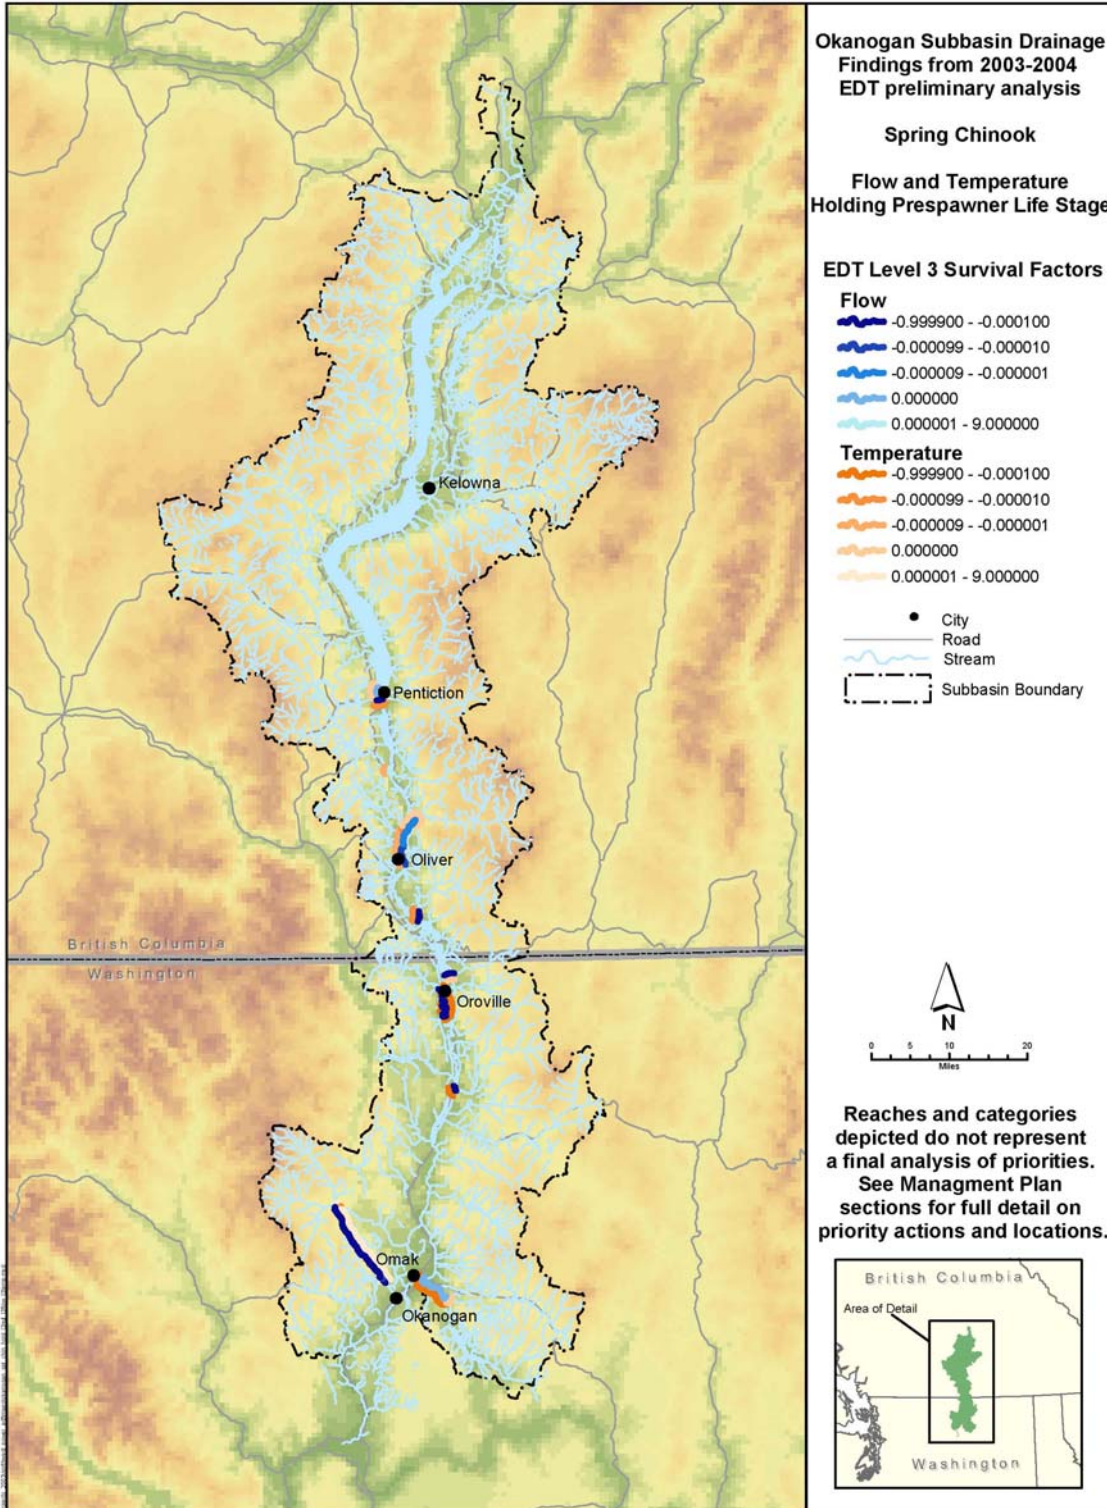 Okanogan Subbasin Drainage
Findings from 2003-2004
EDT preliminary analysis
Spring Chinook
Flow and Temperature
Holding Prespawner Life Stage
EDT Level 3 Survival Factors
Flow
-0.999900 - -0.000100
-0.000099 - -0.000010
-0.000009 - -0.000001
0.000000
0.000001 - 9.000000
Temperature
-0.999900 - -0.000100
-0.000099 - -0.000010
-0.000009 - -0.000001
0.000000
0.000001 - 9.000000
City
Road
Stream
Subbasin Boundary
Kelowna
Pentiction
Oliver
British Columbia
Washington
Oroville
Omak
Okanogan
N
0 5 10 20
Miles
Reaches and categories
depicted do not represent
a final analysis of priorities.
See Managment Plan
sections for full detail on
priority actions and locations.
British Columbia
Area of Detail
Washington